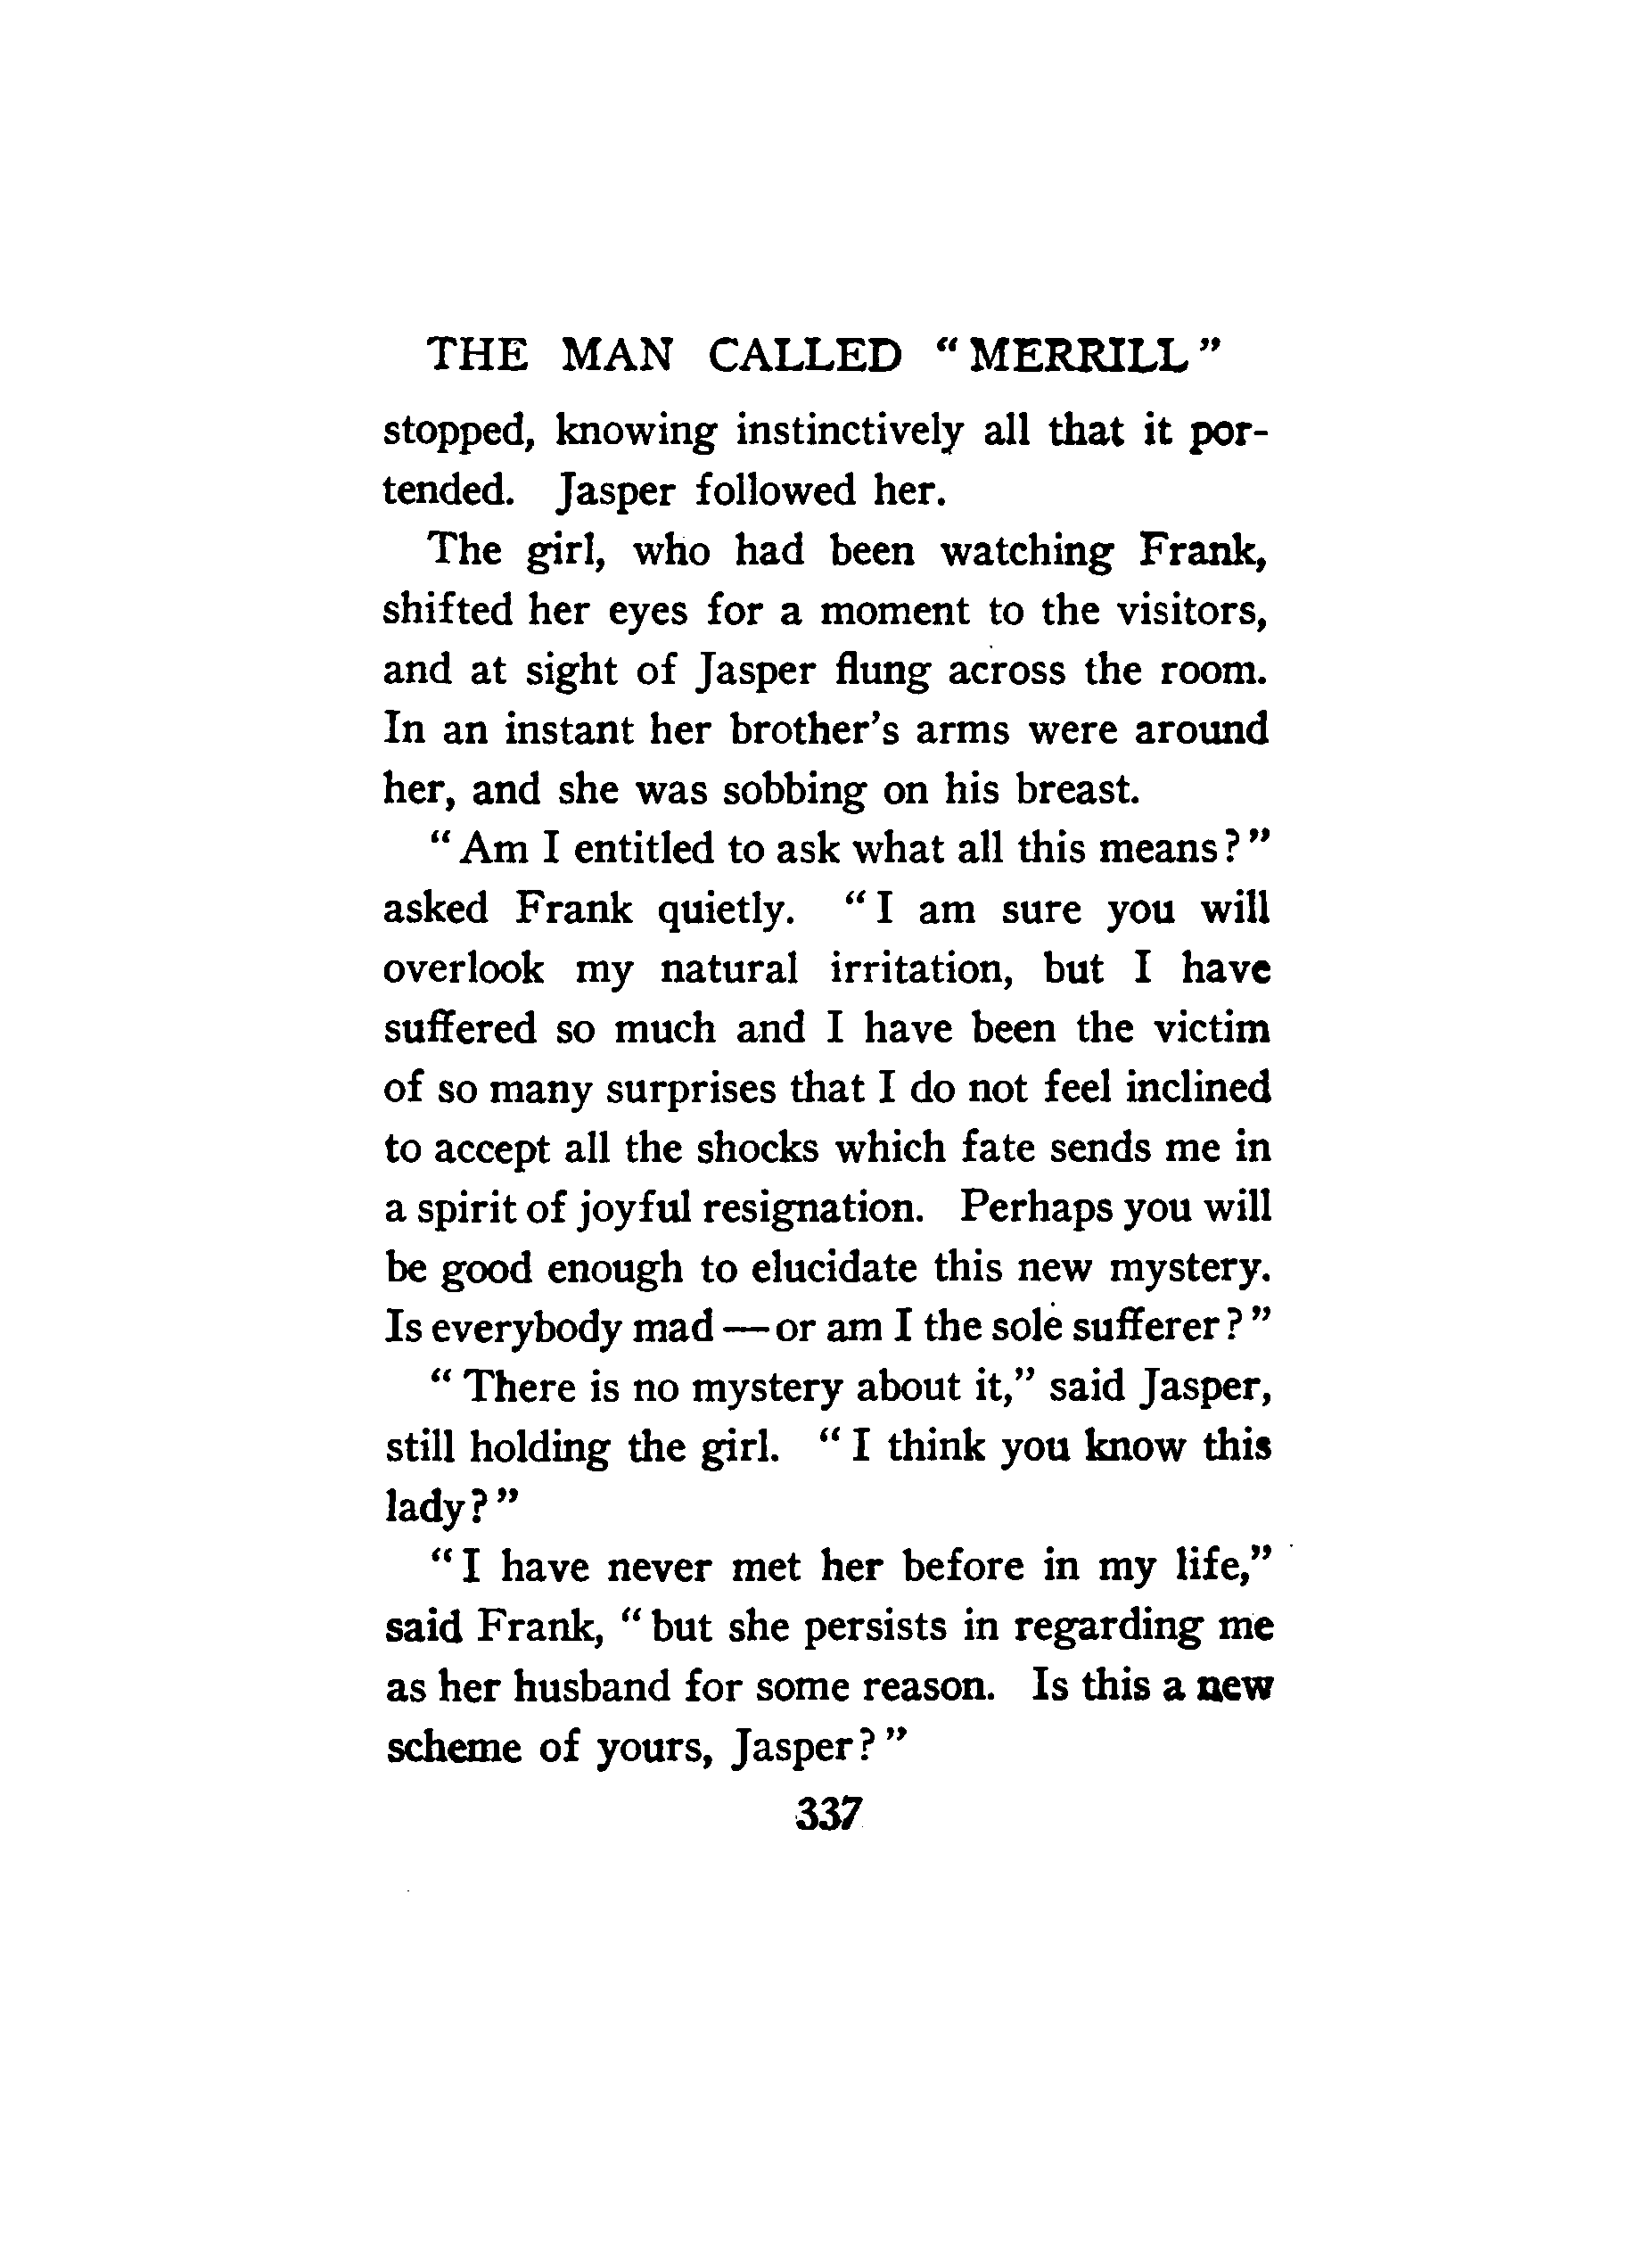 THE MAN CALLED “MERRILL”
stopped, knowing instinctively all that it por-
tended. Jasper followed her.
The girl, who had been watching Frank,
shifted her eyes for a moment to the visitors,
and at sight of Jasper flung across the room.
In an instant her brother’s arms were around
her, and she was sobbing on his breast.
“Am I entitled to ask what all this means?”
asked Frank quietly. “I am sure you will
overlook my natural irritation, but I have
suffered so much and I have been the victim
of so many surprises that I do not feel inclined
to accept all the shocks which fate sends me in
a spirit of joyful resignation. Perhaps you will
be good enough to elucidate this new mystery.
Is everybody mad — or am I the sole sufferer?”
“There is no mystery about it,” said Jasper,
still holding the girl. “I think you know this
lady?”
“I have never met her before in my life,”
said Frank, “but she persists in regarding me
as her husband for some reason. Is this a new
scheme of yours, Jasper?”
337